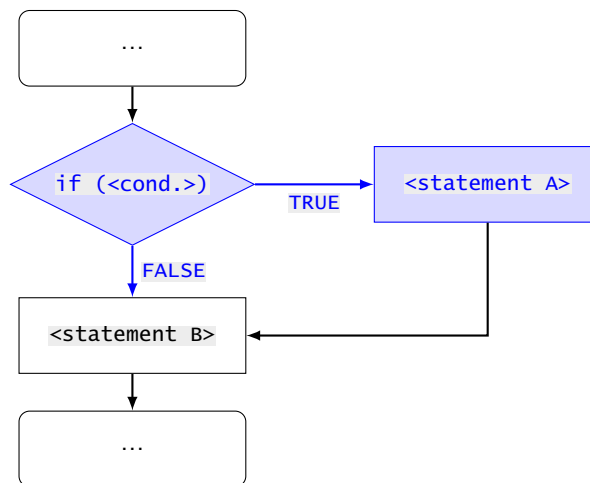 ...
if (<cond.>)
<statement A>
TRUE
FALSE
<statement B>
...